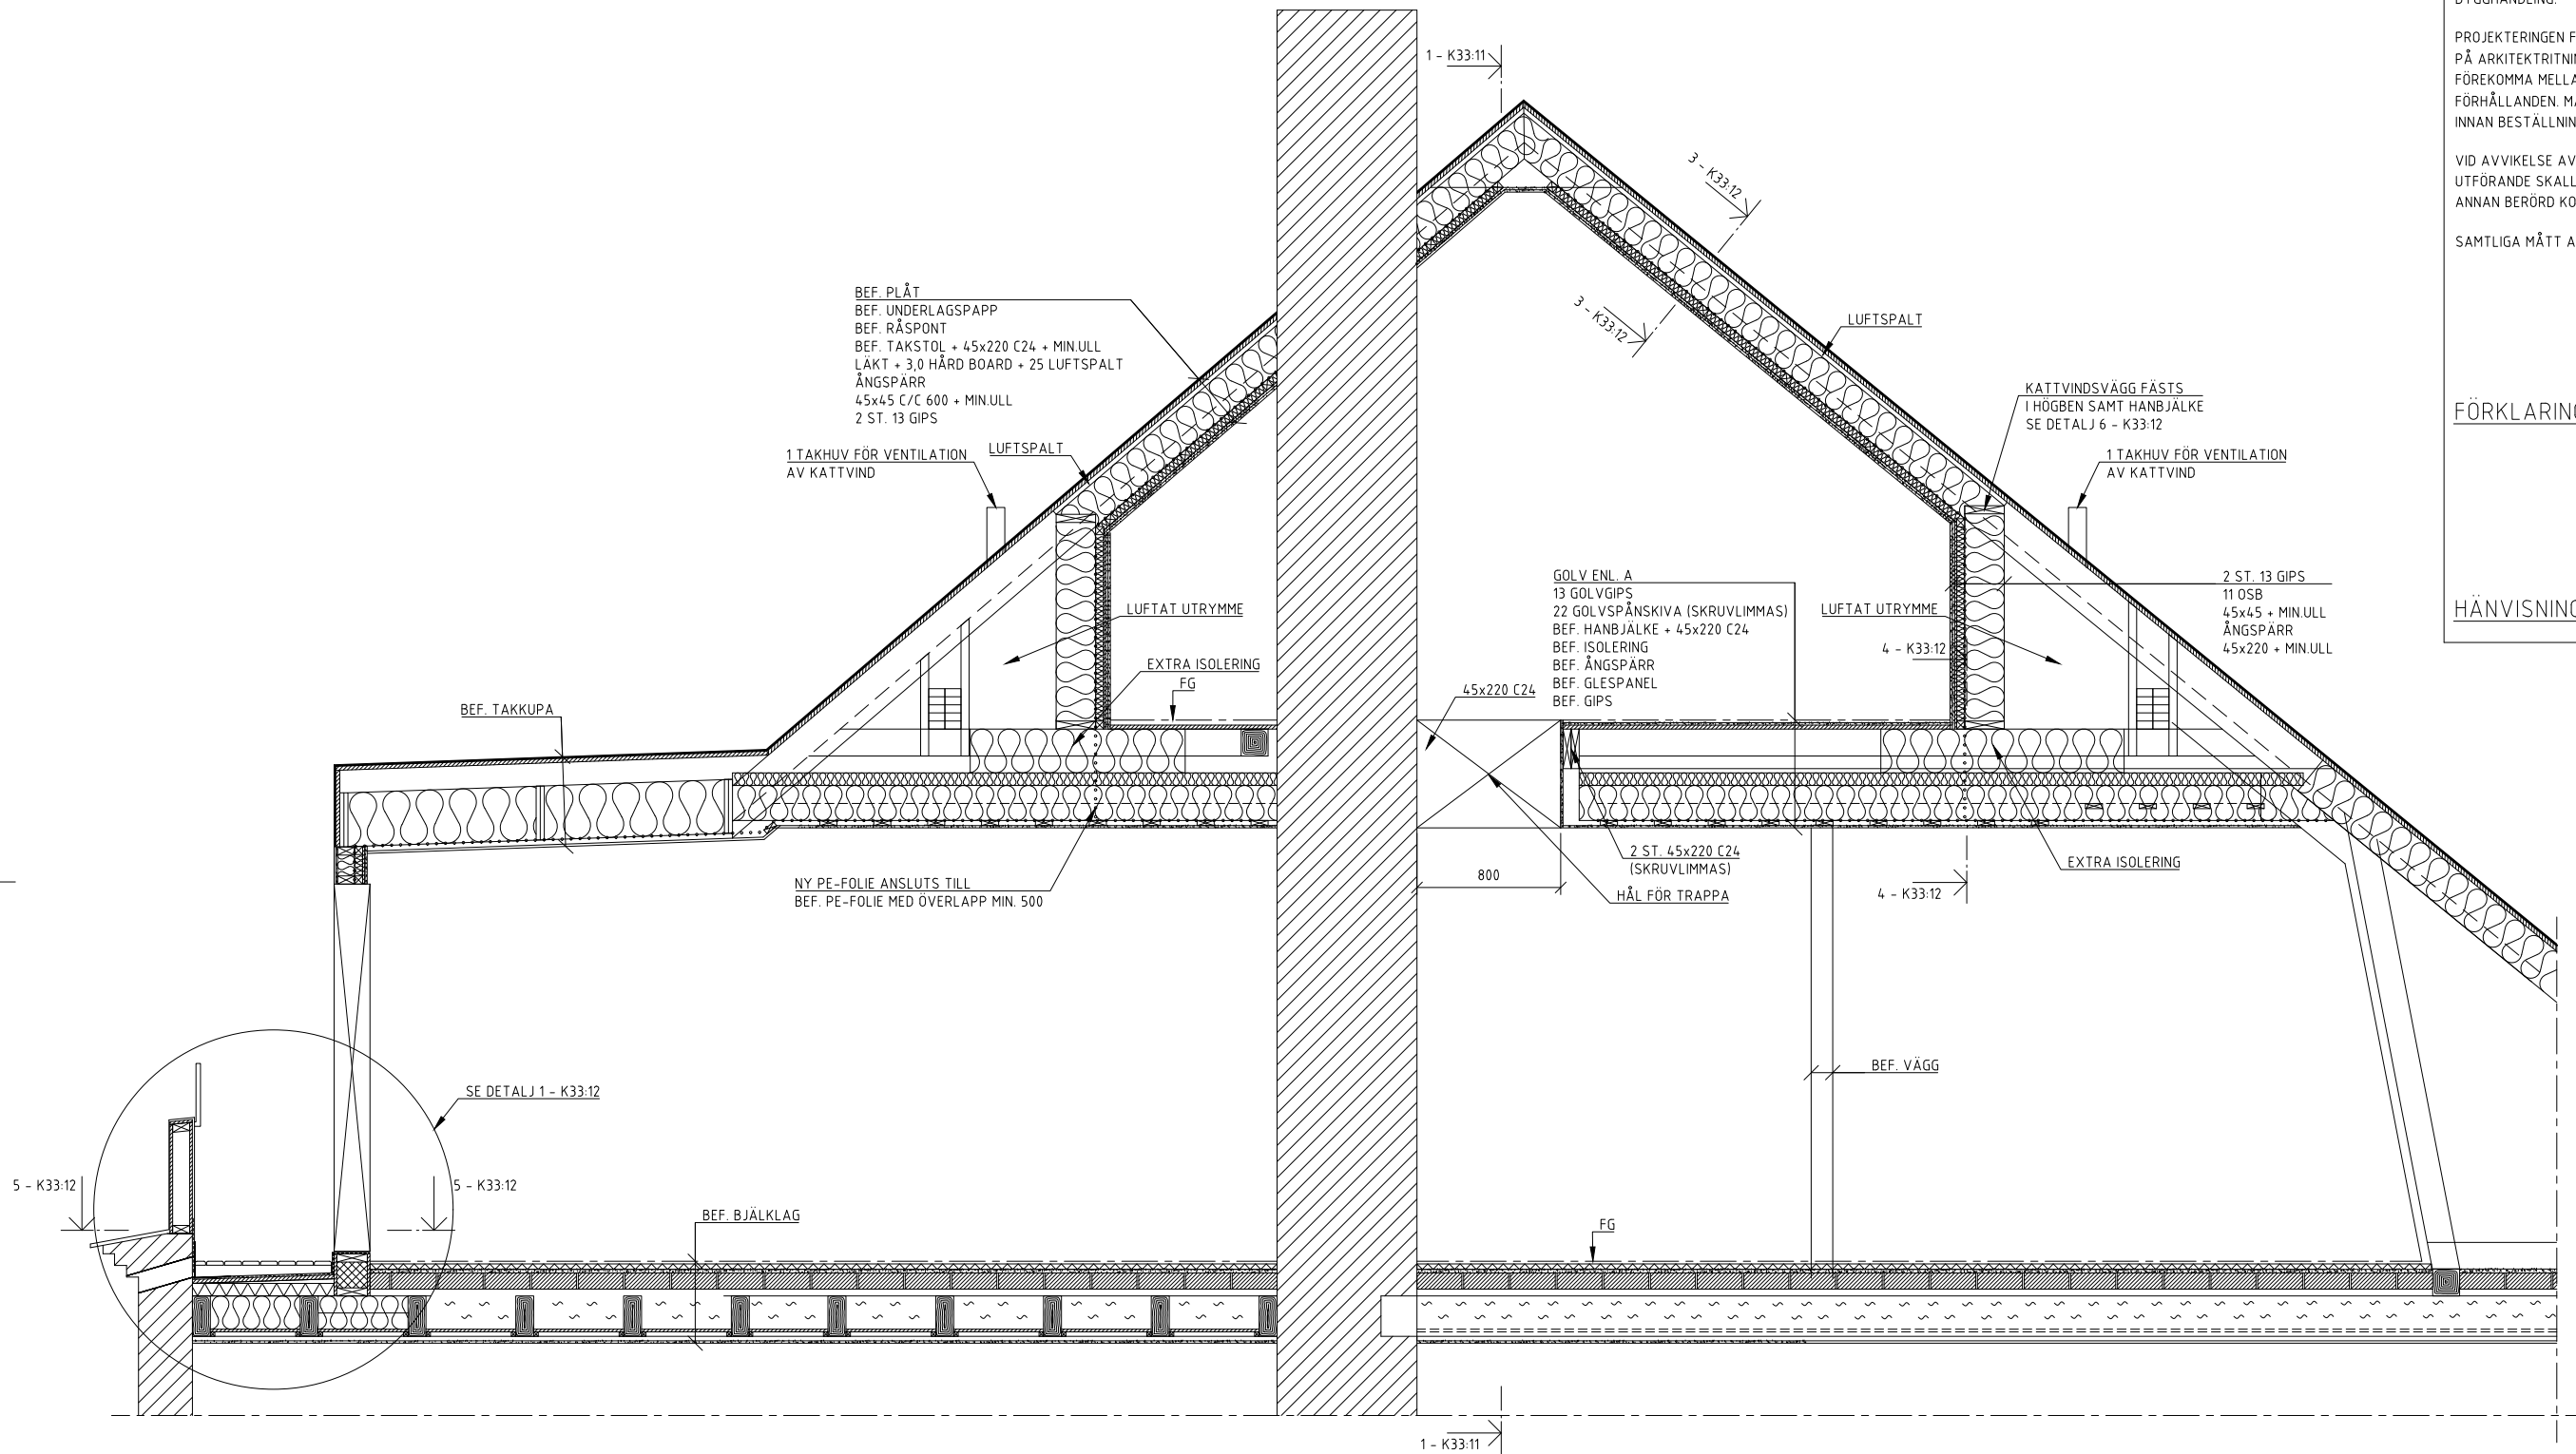 1 - K33:11
3 - K33:12
3 - K33:12
BEF. PLÅT
BEF. UNDERLAGSPAPP
BEF. RÅSPONT
BEF. TAKSTOL + 45x220 C24 + MIN.ULL
LÄKT + 3,0 HÅRD BOARD + 25 LUFTSPALT
ÅNGSPÄRR
45x45 C/C 600 + MIN.ULL
2 ST. 13 GIPS
1 TAKHUV FÖR VENTILATION
AV KATTVIND
LUFTSPALT
LUFTSPALT
KATTVINDSVÄGG FÄSTS
I HÖGBEN SAMT HANBJÄLKE
SE DETALJ 6 - K33:12
1 TAKHUV FÖR VENTILATION
AV KATTVIND
LUFTAT UTRYMME
EXTRA ISOLERING
FG
BEF. TAKKUPA
45x220 C24
GOLV ENL. A
13 GOLVGIPS
22 GOLVSPÅNSKIVA (SKRUVLIMMAS)
BEF. HANBJÄLKE + 45x220 C24
BEF. ISOLERING
BEF. ÅNGSPÄRR
BEF. GLESPANEL
BEF. GIPS
LUFTAT UTRYMME
4 - K33:12
2 ST. 13 GIPS
11 OSB
45x45 + MIN.ULL
ÅNGSPÄRR
45x220 + MIN.ULL
NY PE-FOLIE ANSLUTS TILL
BEF. PE-FOLIE MED ÖVERLAPP MIN. 500
800
2 ST. 45x220 C24
(SKRUVLIMMAS)
HÅL FÖR TRAPPA
4 - K33:12
EXTRA ISOLERING
BEF. VÄGG
SE DETALJ 1 - K33:12
5 - K33:12
5 - K33:12
BEF. BJÄLKLAG
FG
1 - K33:11
PROJEKTERINGEN F
PÅ ARKITEKTRITNI
FÖREKOMMA MELLA
FÖRHÅLLANDEN. MÅ
INNAN BESTÄLLNIN
VID AVVIKELSE AV
UTFÖRANDE SKALL
ANNAN BERÖRD KO
SAMTLIGA MÅTT A
FÖRKLARING
HÄNVISNING